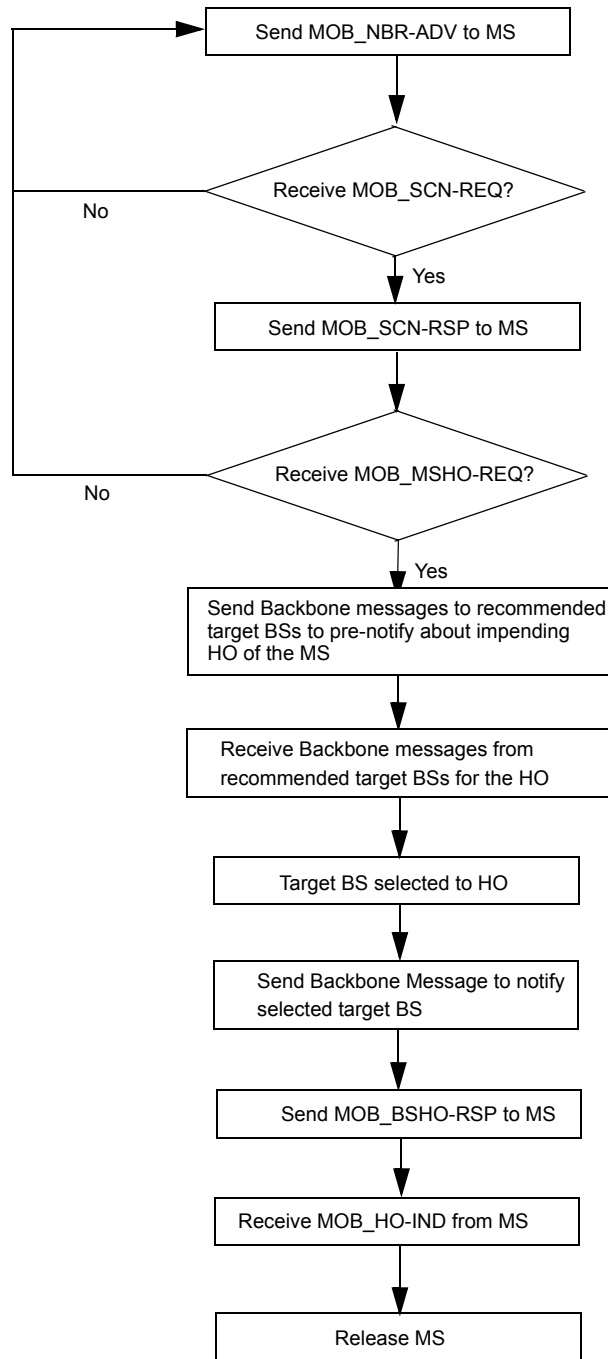 Send MOB_NBR-ADV to MS
Receive MOB_SCN-REQ?
No
Yes
Send MOB_SCN-RSP to MS
Receive MOB_MSHO-REQ?
No
Yes
Send Backbone messages to recommended
target BSs to pre-notify about impending
HO of the MS
Receive Backbone messages from
recommended target BSs for the HO
Target BS selected to HO
Send Backbone Message to notify
selected target BS
Send MOB_BSHO-RSP to MS
Receive MOB_HO-IND from MS
Release MS